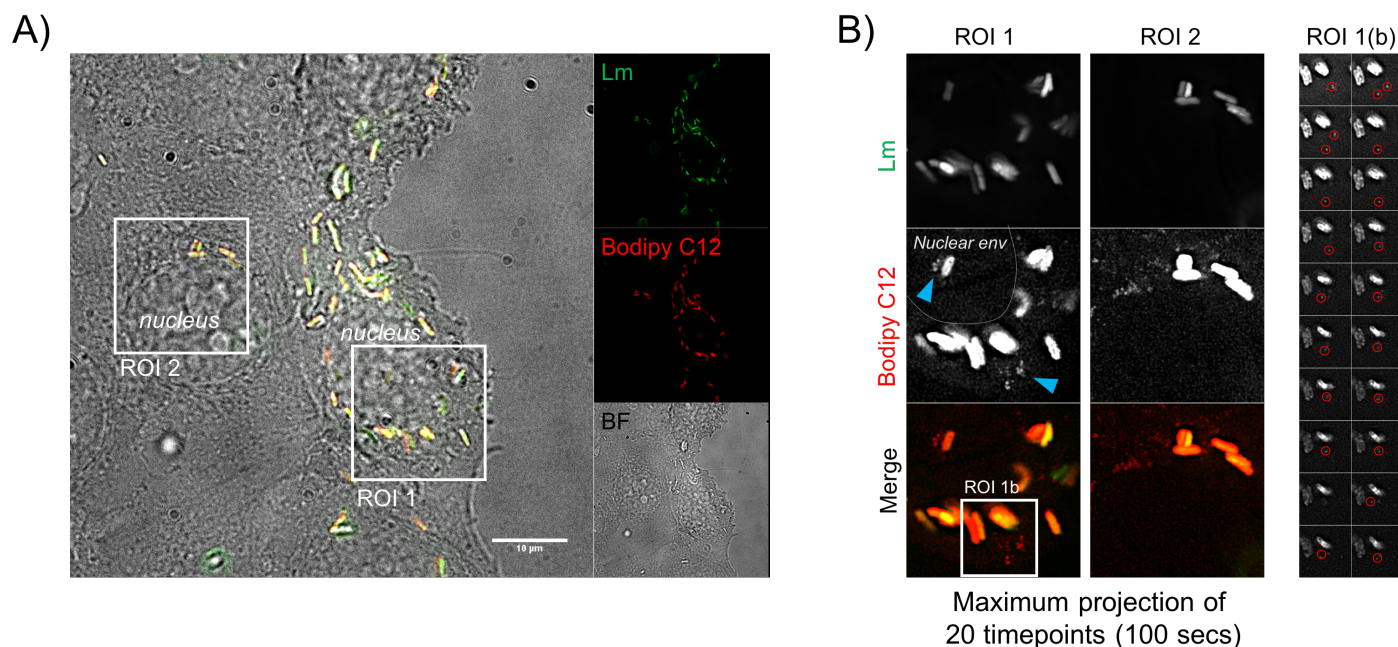 A)
Lm
Bodipy C12
BF
nucleus
ROI 2
nucleus
ROI 1
10 µm
B)
ROI 1
ROI 2
ROI 1(b)
Lm
Bodipy C12
Nuclear env
Merge
ROI 1b
Maximum projection of
20 timepoints (100 secs)